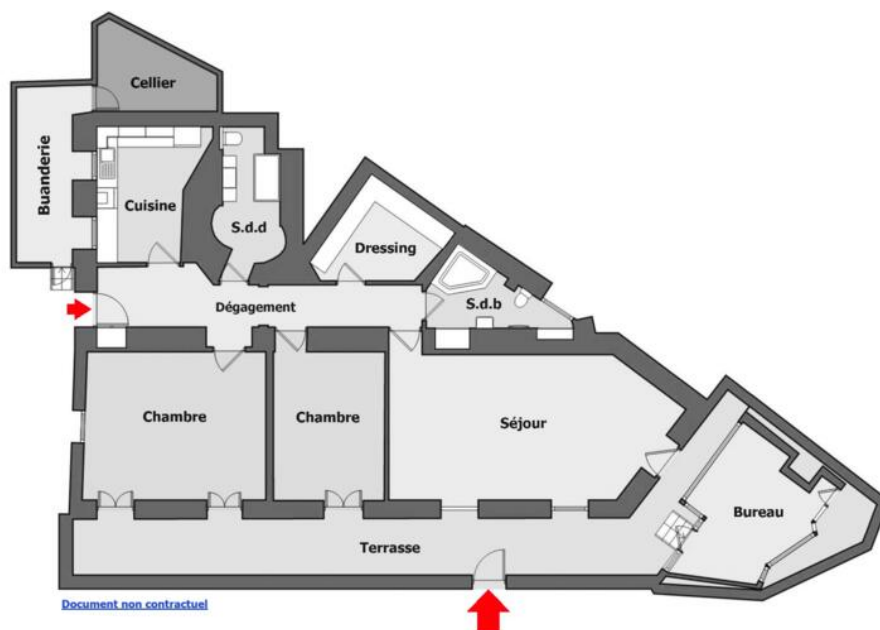 Cellier
Buanderie
Cuisine
S.d.d
Dressing
S.d.b
Dégagement
Chambre
Chambre
Séjour
Bureau
Terrasse
Document non contractuel